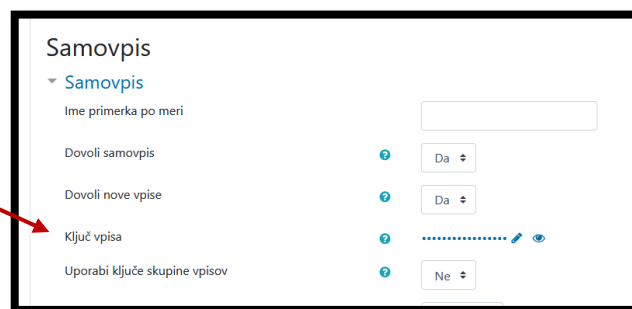 Samovpis
Samovpis
Ime primerka po meri
Dovoli samovpis Da
Dovoli nove vpise Da
Ključ vpisa ••••••••••••••••
Uporabi ključe skupine vpisov Ne